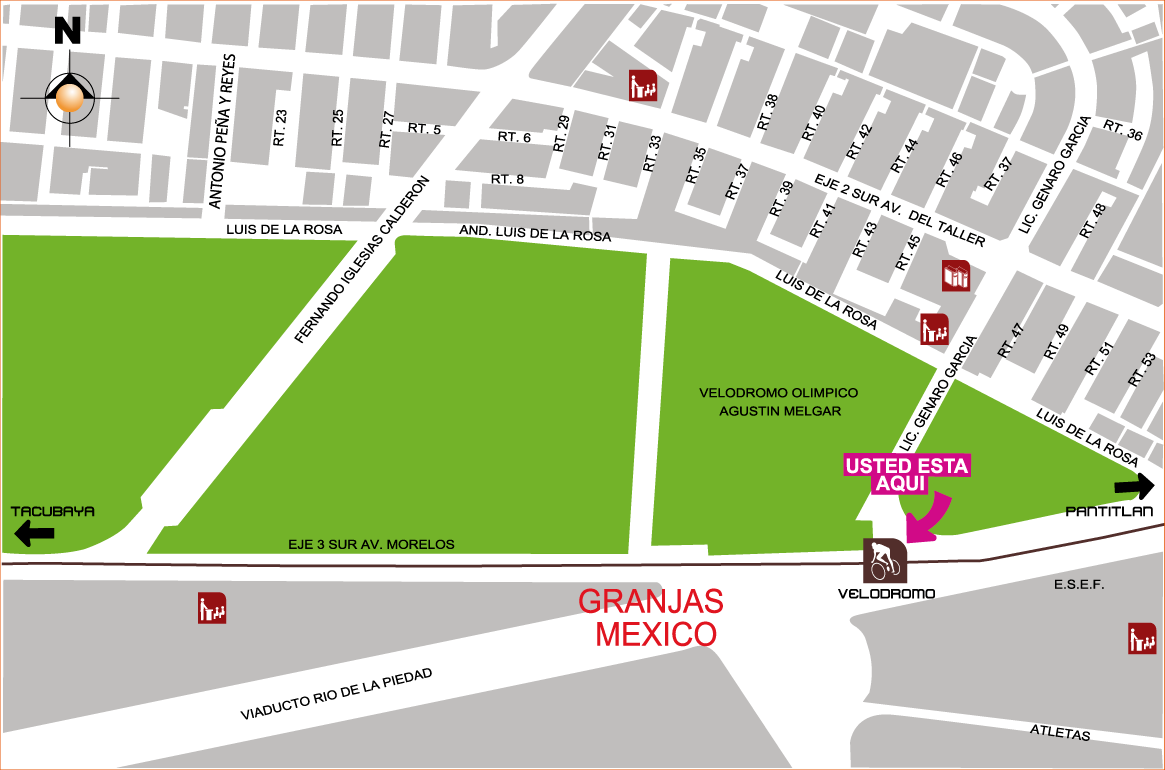 N
ANTONIO PEÑA Y REYES
RT. 23
RT. 25
RT. 27
RT. 5
RT. 6
RT. 8
RT. 29
RT. 31
RT. 33
RT. 35
RT. 37
RT. 38
RT. 40
RT. 42
RT. 44
RT. 46
RT. 37
RT. 36
LIC. GENARO GARCIA
RT. 48
RT. 39
RT. 41
RT. 43
RT. 45
EJE 2 SUR AV. DEL TALLER
LUIS DE LA ROSA
AND. LUIS DE LA ROSA
FERNANDO IGLESIAS CALDERON
LUIS DE LA ROSA
RT. 47
RT. 49
RT. 51
RT. 53
LIC. GENARO GARCIA
VELODROMO OLIMPICO
AGUSTIN MELGAR
LUIS DE LA ROSA
USTED ESTA
AQUI
TACUBAYA
PANTITLAN
EJE 3 SUR AV. MORELOS
VELODROMO
E.S.E.F.
GRANJAS
MEXICO
VIADUCTO RIO DE LA PIEDAD
ATLETAS